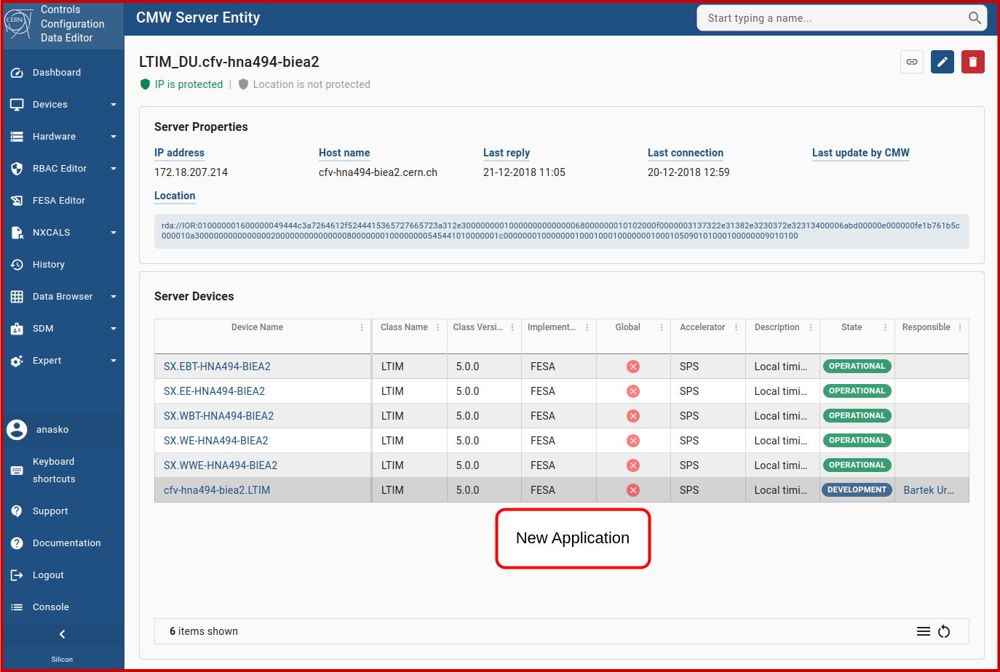 CERN
Controls
Configuration
Data Editor
CMW Server Entity
Start typing a name...
Dashboard
Devices
Hardware
RBAC Editor
FESA Editor
NXCALS
History
Data Browser
SDM
Expert
anasko
Keyboard
shortcuts
Support
Documentation
Logout
Console
Silicon
LTIM_DU.cfv-hna494-biea2
IP is protected | Location is not protected
Server Properties
IP address Host name Last reply Last connection Last update by CMW
172.18.207.214 cfv-hna494-biea2.cern.ch 21-12-2018 11:05 20-12-2018 12:59
Location
Server Devices
Device Name Class Name Class Versi... Implement... Global Accelerator Description State Responsible
SX.EBT-HNA494-BIEA2 LTIM 5.0.0 FESA SPS Local timi... OPERATIONAL
SX.EE-HNA494-BIEA2 LTIM 5.0.0 FESA SPS Local timi... OPERATIONAL
SX.WBT-HNA494-BIEA2 LTIM 5.0.0 FESA SPS Local timi... OPERATIONAL
SX.WE-HNA494-BIEA2 LTIM 5.0.0 FESA SPS Local timi... OPERATIONAL
SX.WWE-HNA494-BIEA2 LTIM 5.0.0 FESA SPS Local timi... OPERATIONAL
cfv-hna494-biea2.LTIM LTIM 5.0.0 FESA SPS Local timi... DEVELOPMENT Bartek Ur...
New Application
6 items shown